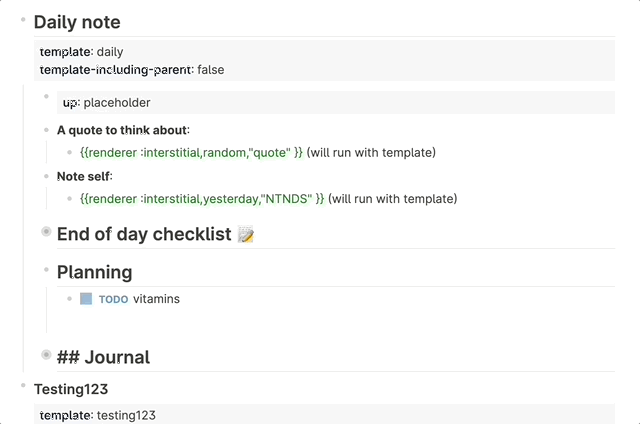 Daily note
template: daily
template-including-parent: false
up: placeholder
A quote to think about:
{{renderer :interstitial,random,"quote" }} (will run with template)
Note self:
{{renderer :interstitial,yesterday,"NTNDS" }} (will run with template)
End of day checklist 📝
Planning
TODO vitamins
## Journal
Testing123
template: testing123